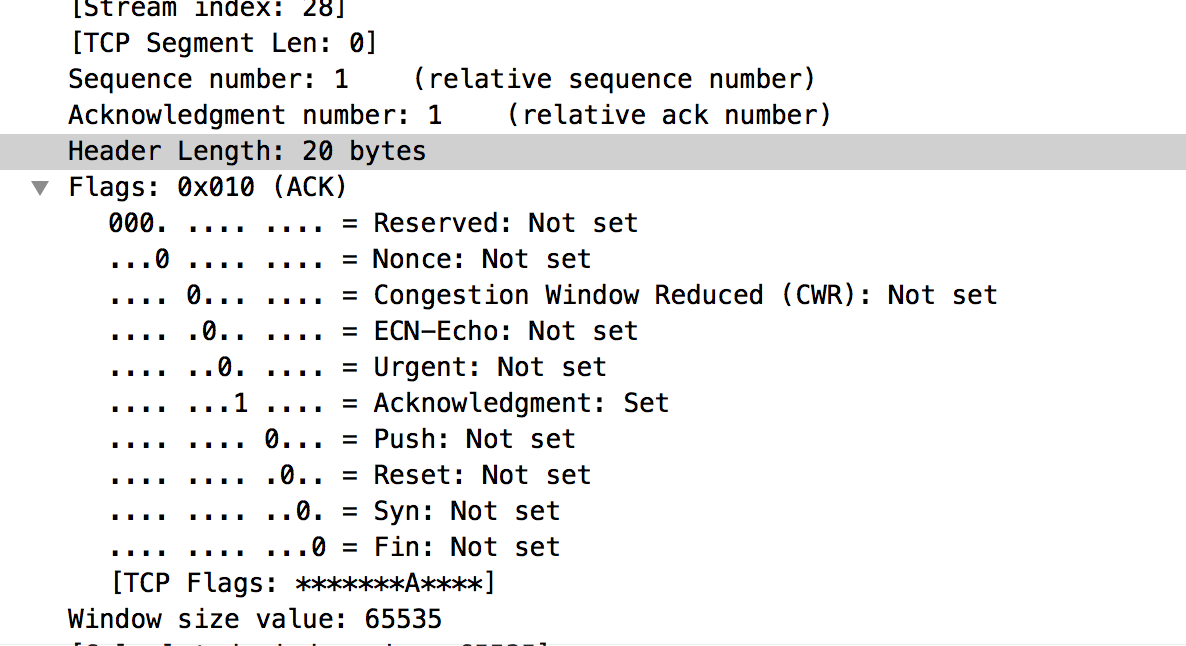 [Stream index: 28]
[TCP Segment Len: 0]
Sequence number: 1    (relative sequence number)
Acknowledgment number: 1    (relative ack number)
Header Length: 20 bytes
Flags: 0x010 (ACK)
000. .... .... = Reserved: Not set
...0 .... .... = Nonce: Not set
.... 0... .... = Congestion Window Reduced (CWR): Not set
.... .0.. .... = ECN-Echo: Not set
.... ..0. .... = Urgent: Not set
.... ...1 .... = Acknowledgment: Set
.... .... 0... = Push: Not set
.... .... .0.. = Reset: Not set
.... .... ..0. = Syn: Not set
.... .... ...0 = Fin: Not set
[TCP Flags: *******A****]
Window size value: 65535